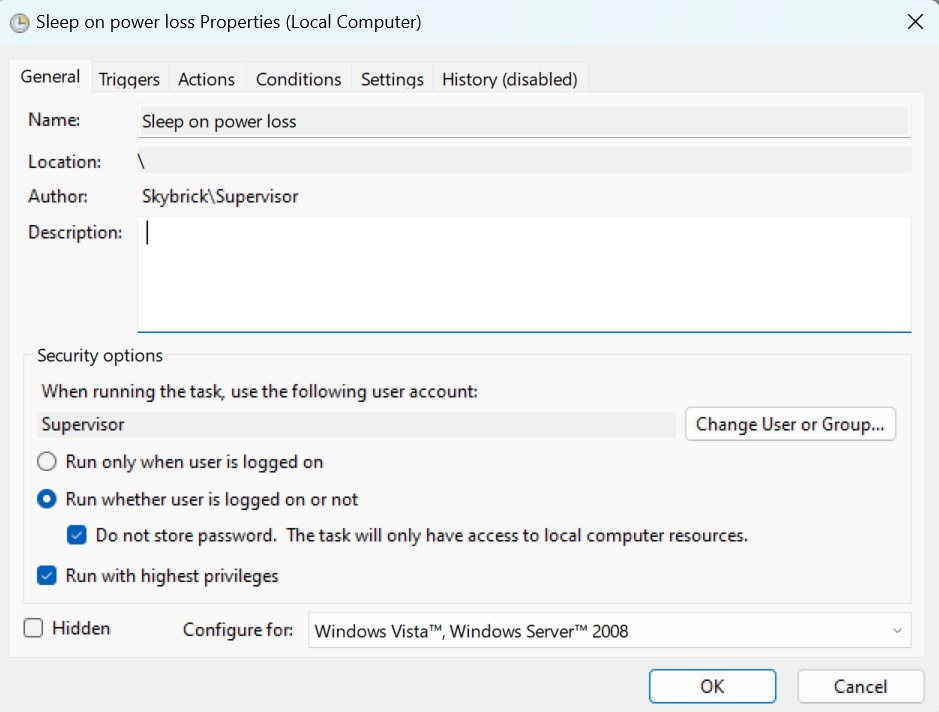 Sleep on power loss Properties (Local Computer)
General Triggers Actions Conditions Settings History (disabled)
Name: Sleep on power loss
Location: \
Author: Skybrick\Supervisor
Description:
Security options
When running the task, use the following user account:
Supervisor Change User or Group...
Run only when user is logged on
Run whether user is logged on or not
Do not store password. The task will only have access to local computer resources.
Run with highest privileges
Hidden Configure for: Windows Vista™, Windows Server™ 2008
OK Cancel